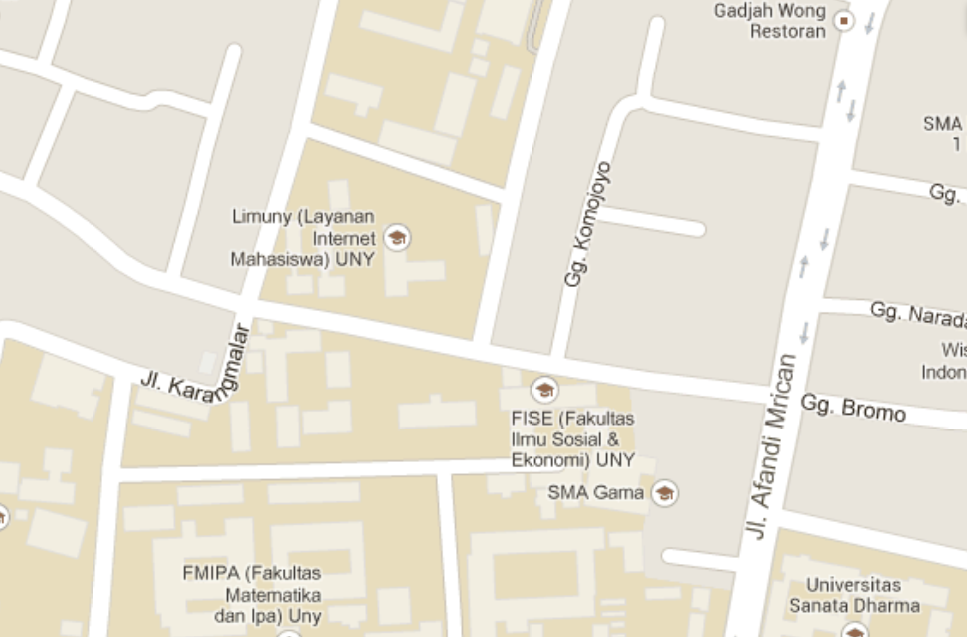 Gadjah Wong
Restoran
SMA
1
Gg.
Gg. Komojoyo
Limuny (Layanan
Internet
Mahasiswa) UNY
Gg. Narada
Wis
Indon
Jl. Karangmalar
Jl. Afandi Mrican
Gg. Bromo
FISE (Fakultas
Ilmu Sosial &
Ekonomi) UNY
SMA Gama
FMIPA (Fakultas
Matematika
dan Ipa) Uny
Universitas
Sanata Dharma